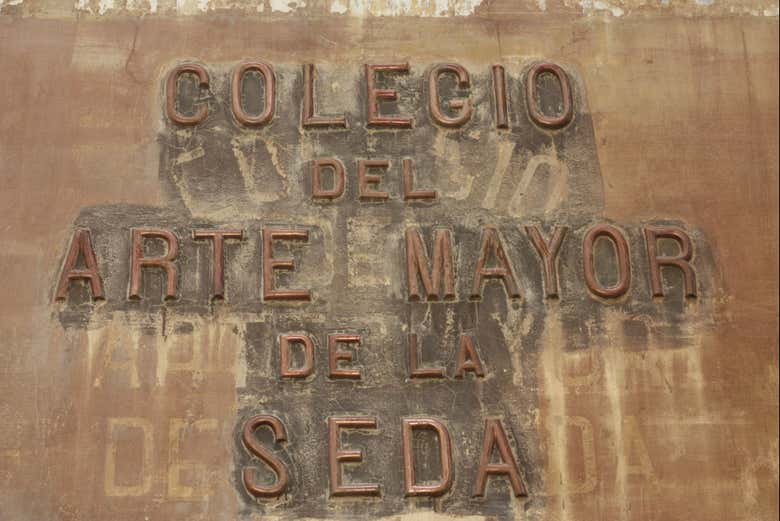 COLEGIO
DEL
ARTE MAYOR
DE LA
SEDA